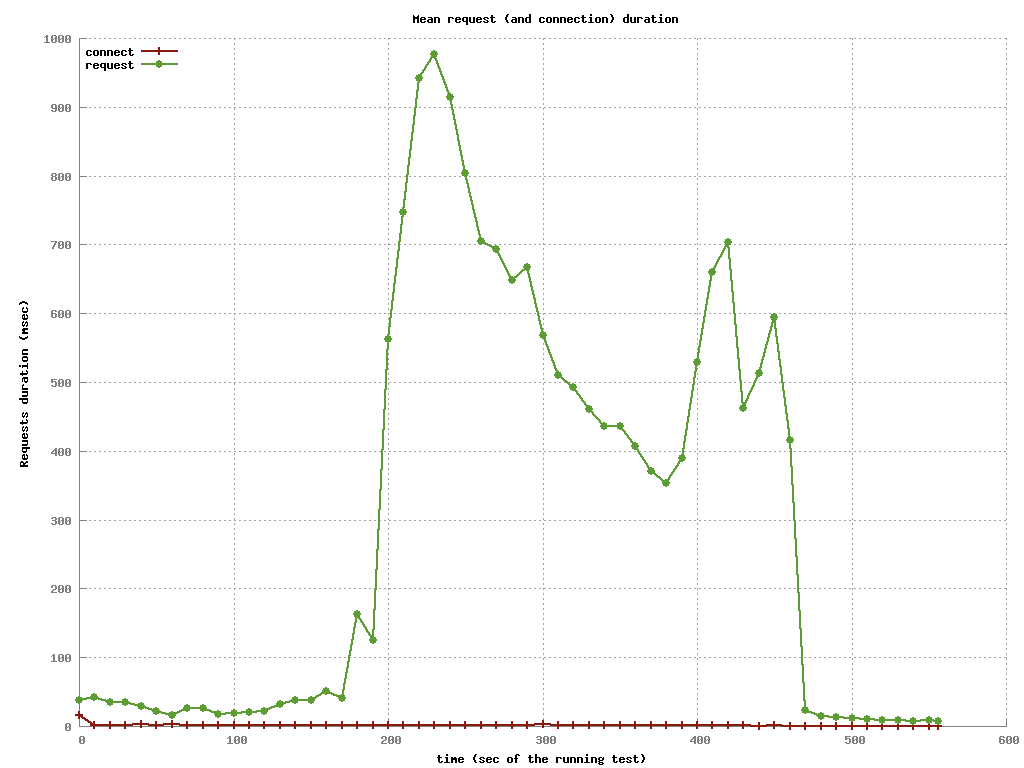 Mean request (and connection) duration
1000
connect
request
900
800
700
600
500
400
300
200
100
0
Requests duration (msec)
0 100 200 300 400 500 600
time (sec of the running test)